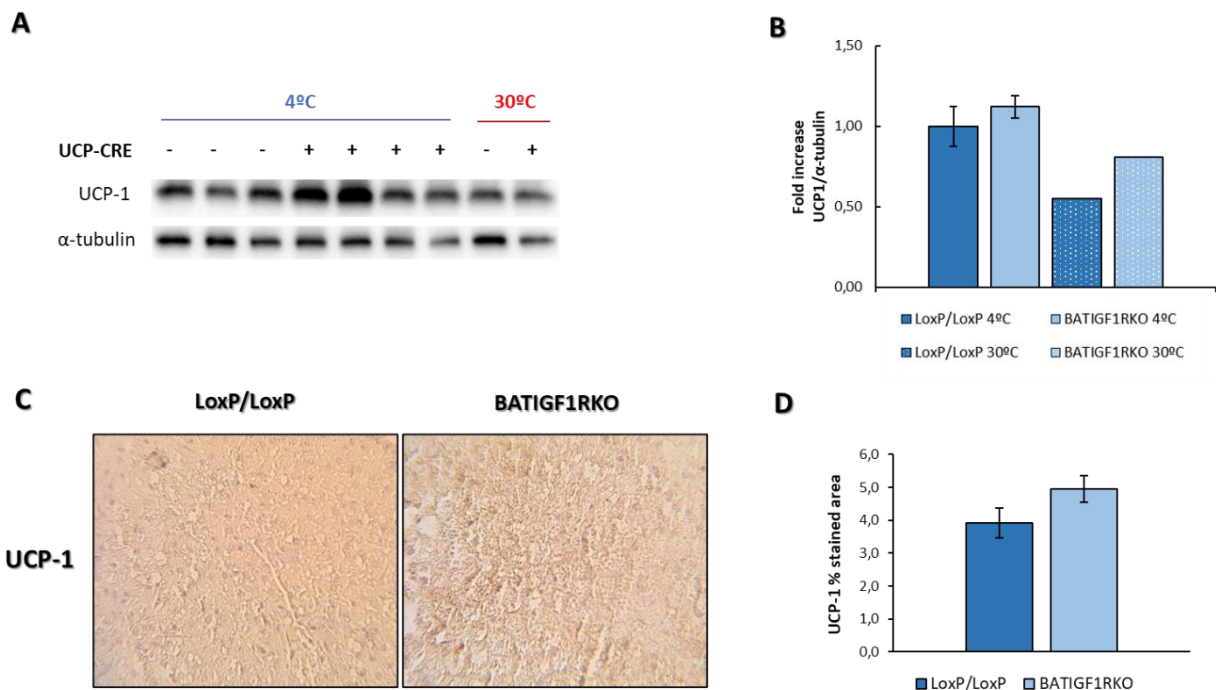 A
4ºC
30ºC
UCP-CRE - - - + + + + - +
UCP-1
α-tubulin
B
Fold increase
UCP1/α-tubulin
1,50
1,00
0,50
0,00
LoxP/LoxP 4ºC
BATIGF1RKO 4ºC
LoxP/LoxP 30ºC
BATIGF1RKO 30ºC
C
LoxP/LoxP
BATIGF1RKO
UCP-1
D
UCP-1 % stained area
6,0
5,0
4,0
3,0
2,0
1,0
0,0
LoxP/LoxP
BATIGF1RKO